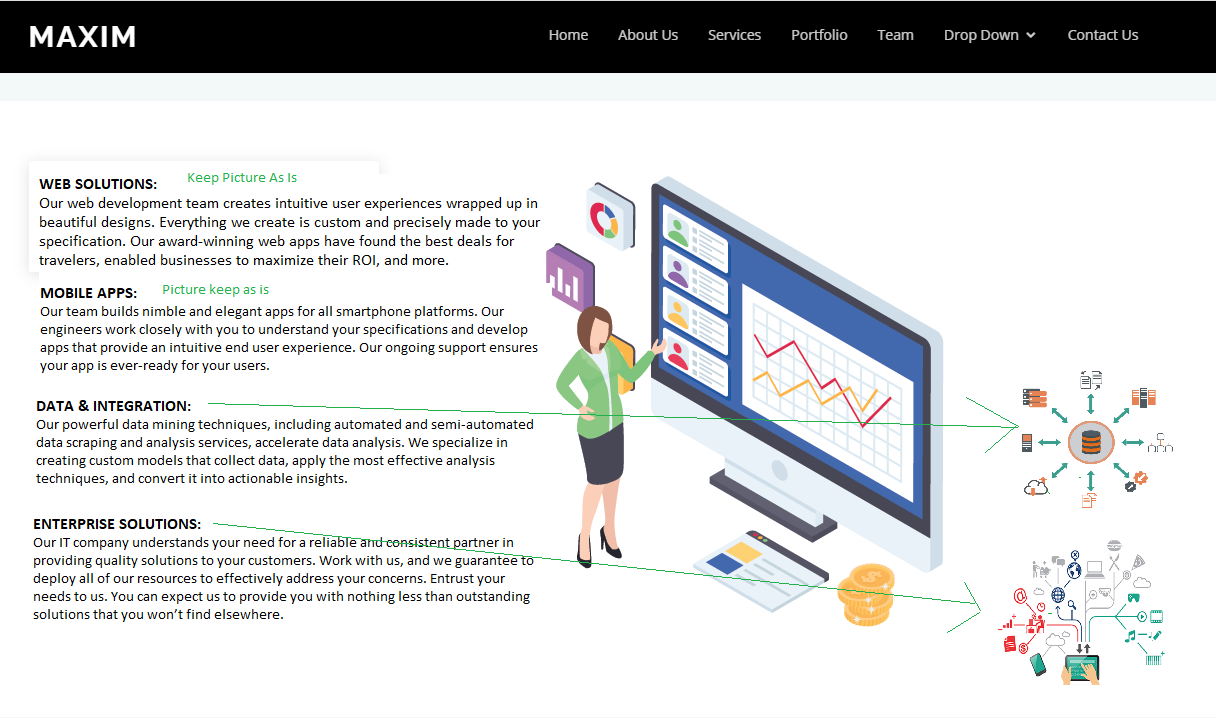 MAXIM
Home About Us Services Portfolio Team Drop Down Contact Us
WEB SOLUTIONS: Keep Picture As Is
Our web development team creates intuitive user experiences wrapped up in
beautiful designs. Everything we create is custom and precisely made to your
specification. Our award-winning web apps have found the best deals for
travelers, enabled businesses to maximize their ROI, and more.
MOBILE APPS: Picture keep as is
Our team builds nimble and elegant apps for all smartphone platforms. Our
engineers work closely with you to understand your specifications and develop
apps that provide an intuitive end user experience. Our ongoing support ensures
your app is ever-ready for your users.
DATA & INTEGRATION:
Our powerful data mining techniques, including automated and semi-automated
data scraping and analysis services, accelerate data analysis. We specialize in
creating custom models that collect data, apply the most effective analysis
techniques, and convert it into actionable insights.
ENTERPRISE SOLUTIONS:
Our IT company understands your need for a reliable and consistent partner in
providing quality solutions to your customers. Work with us, and we guarantee to
deploy all of our resources to effectively address your concerns. Entrust your
needs to us. You can expect us to provide you with nothing less than outstanding
solutions that you won’t find elsewhere.